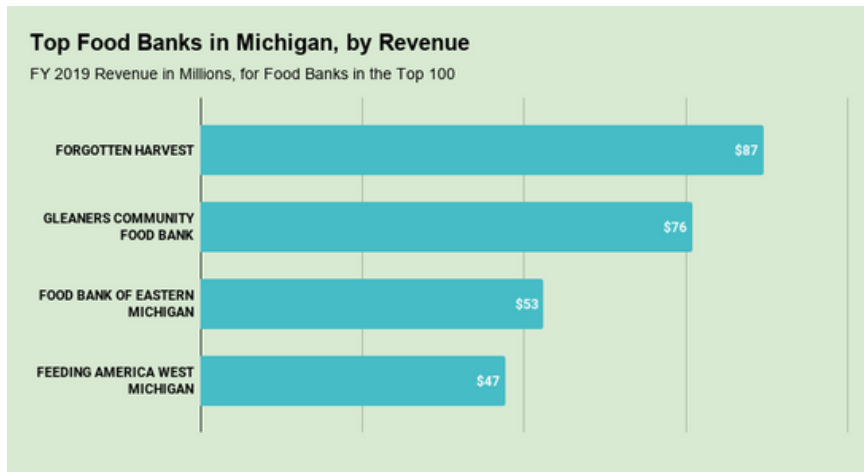 Top Food Banks in Michigan, by Revenue
FY 2019 Revenue in Millions, for Food Banks in the Top 100
FORGOTTEN HARVEST
$87
GLEANERS COMMUNITY
FOOD BANK
$76
FOOD BANK OF EASTERN
MICHIGAN
$53
FEEDING AMERICA WEST
MICHIGAN
$47